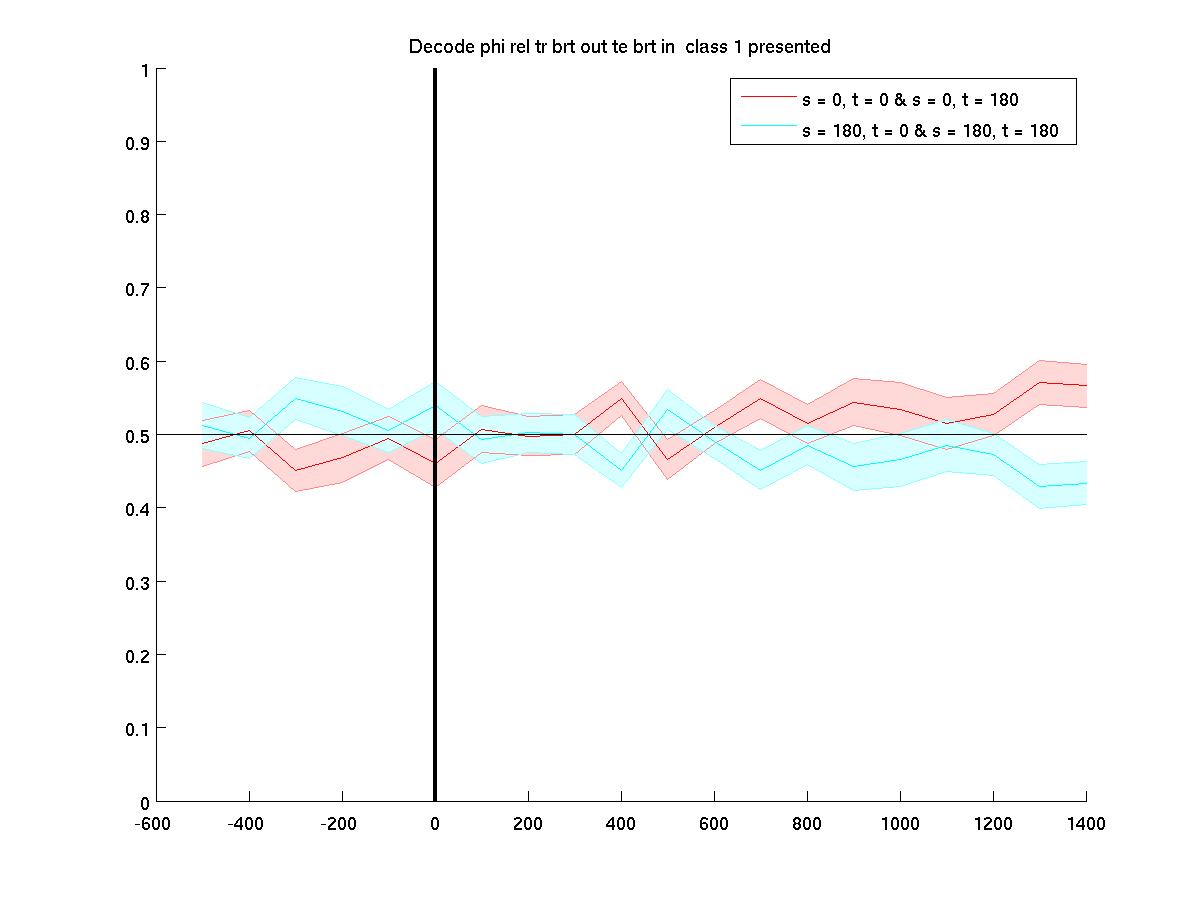 Decode phi rel tr brt out te brt in  class 1 presented
s = 0, t = 0 & s = 0, t = 180
s = 180, t = 0 & s = 180, t = 180
1
0.9
0.8
0.7
0.6
0.5
0.4
0.3
0.2
0.1
0
-600 -400 -200 0 200 400 600 800 1000 1200 1400